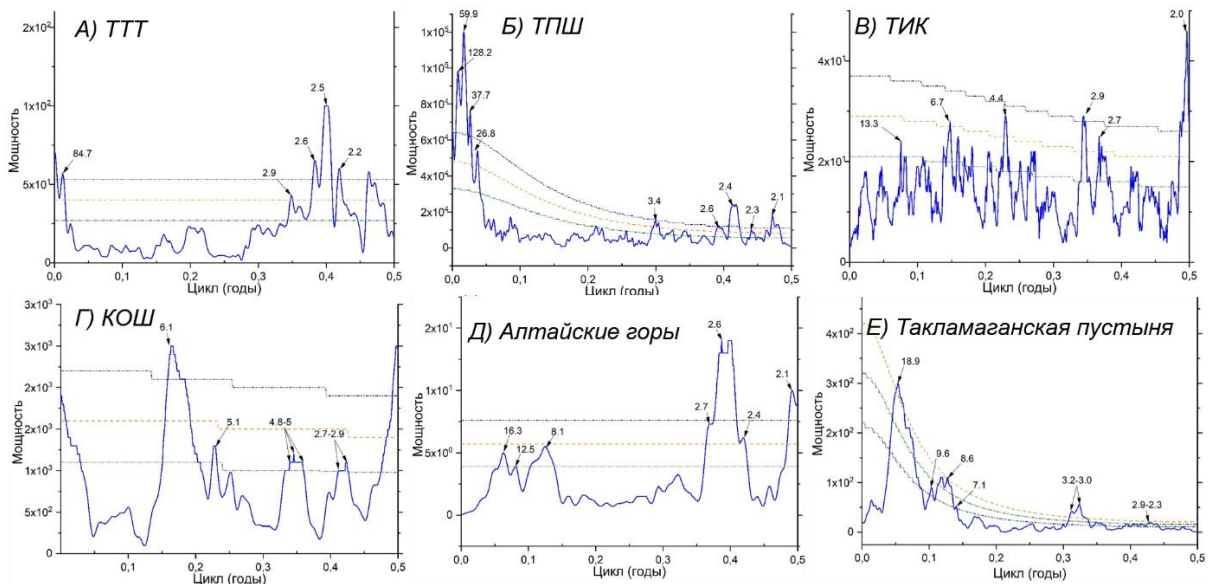 А) ТТТ
2x10²
1x10²
5x10¹
0
Мощность
84.7
2.9
2.6
2.5
2.2
0,0 0,1 0,2 0,3 0,4 0,5
Цикл (годы)
Б) ТПШ
1x10⁵
1x10⁵
8x10⁴
6x10⁴
4x10⁴
2x10⁴
0
Мощность
59.9
128.2
37.7
26.8
3.4
2.6
2.4
2.3
2.1
0,0 0,1 0,2 0,3 0,4 0,5
Цикл (годы)
В) ТИК
4x10¹
2x10¹
0
Мощность
13.3
6.7
4.4
2.9
2.7
2.0
0,0 0,1 0,2 0,3 0,4 0,5
Цикл (годы)
Г) КОШ
3x10³
3x10³
2x10³
2x10³
1x10³
5x10²
0
Мощность
6.1
5.1
4.8-5
2.7-2.9
0,0 0,1 0,2 0,3 0,4 0,5
Цикл (годы)
Д) Алтайские горы
2x10¹
1x10¹
5x10⁰
0
Мощность
16.3
12.5
8.1
2.7
2.6
2.4
2.1
0,0 0,1 0,2 0,3 0,4 0,5
Цикл (годы)
Е) Такламаганская пустыня
4x10²
3x10²
2x10²
1x10²
0
Мощность
18.9
9.6
8.6
7.1
3.2-3.0
2.9-2.3
0,0 0,1 0,2 0,3 0,4 0,5
Цикл (годы)